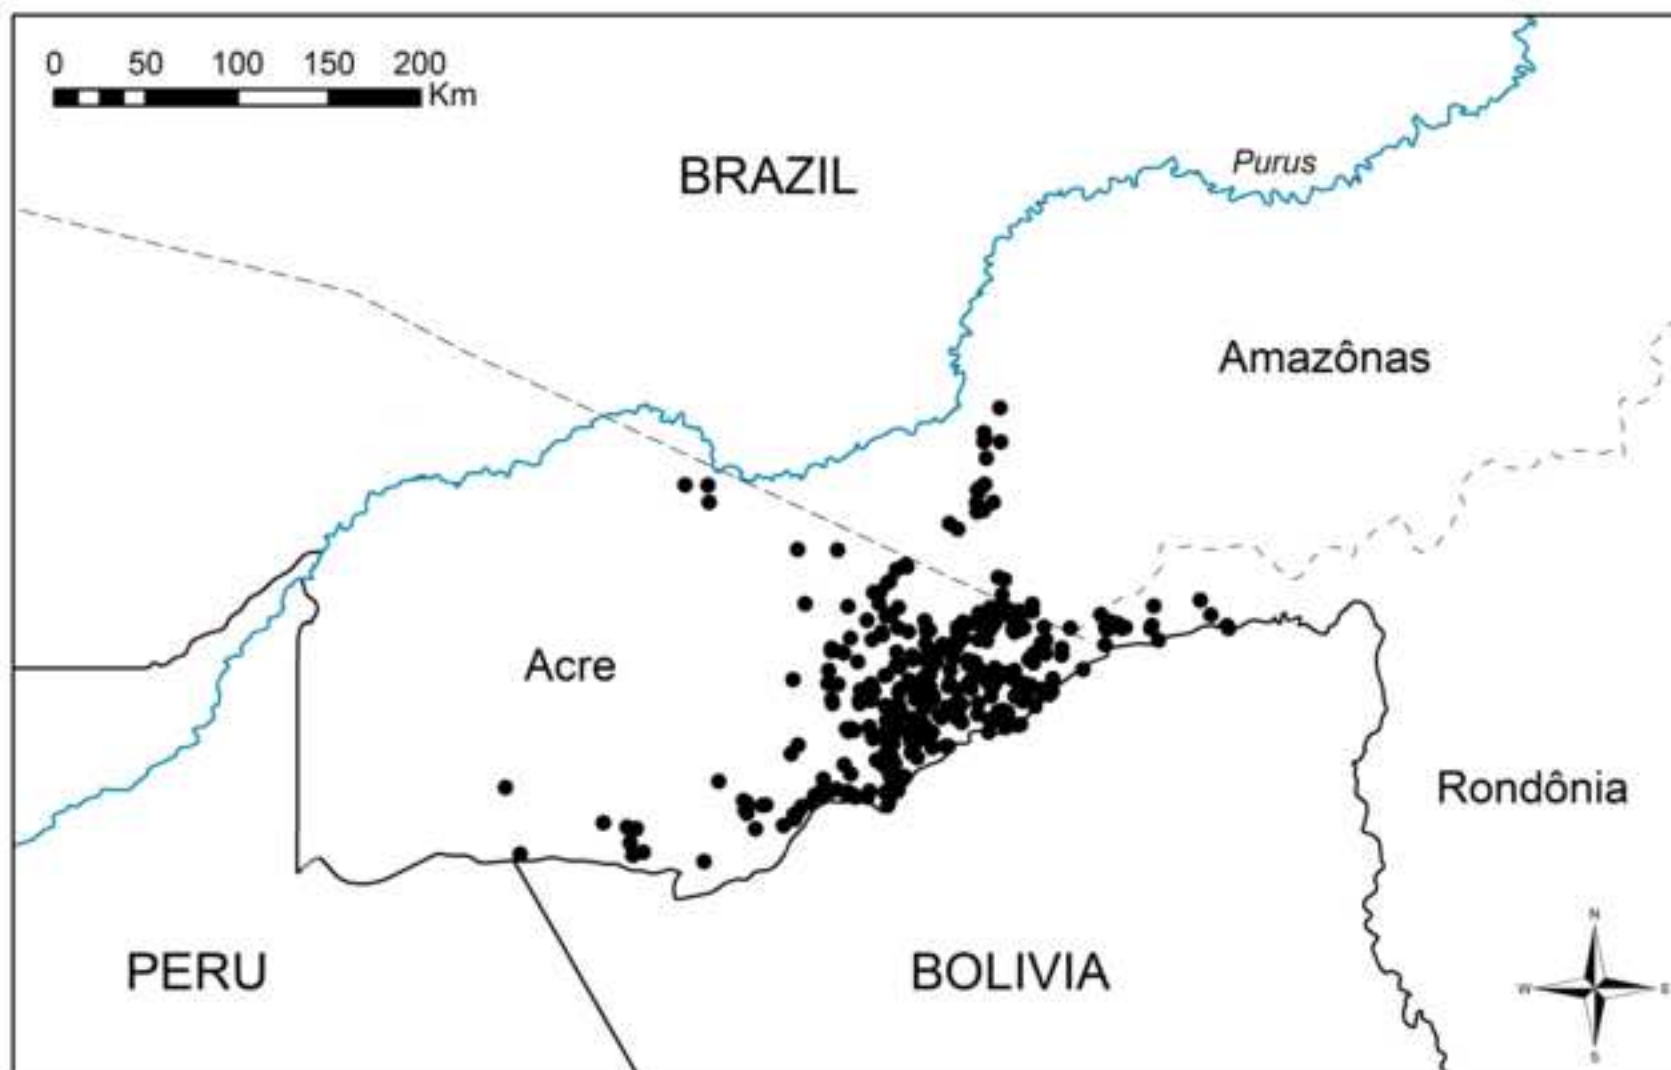 0 50 100 150 200
Km
BRAZIL
Purus
Amazônas
Acre
Rondônia
PERU
BOLIVIA
N
W E
S